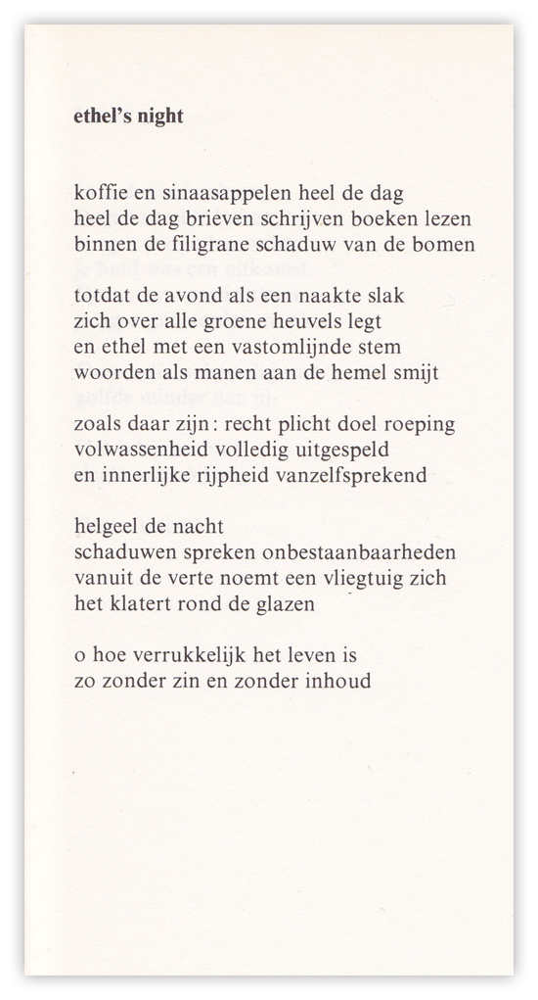 ethel's night
koffie en sinaasappelen heel de dag
heel de dag brieven schrijven boeken lezen
binnen de filigrane schaduw van de bomen
totdat de avond als een naakte slak
zich over alle groene heuvels legt
en ethel met een vastomlijnde stem
woorden als manen aan de hemel smijt
zoals daar zijn: recht plicht doel roeping
volwassenheid volledig uitgespeld
en innerlijke rijpheid vanzelfsprekend
helgeel de nacht
schaduwen spreken onbestaanbaarheden
vanuit de verte noemt een vliegtuig zich
het klatert rond de glazen
o hoe verrukkelijk het leven is
zo zonder zin en zonder inhoud